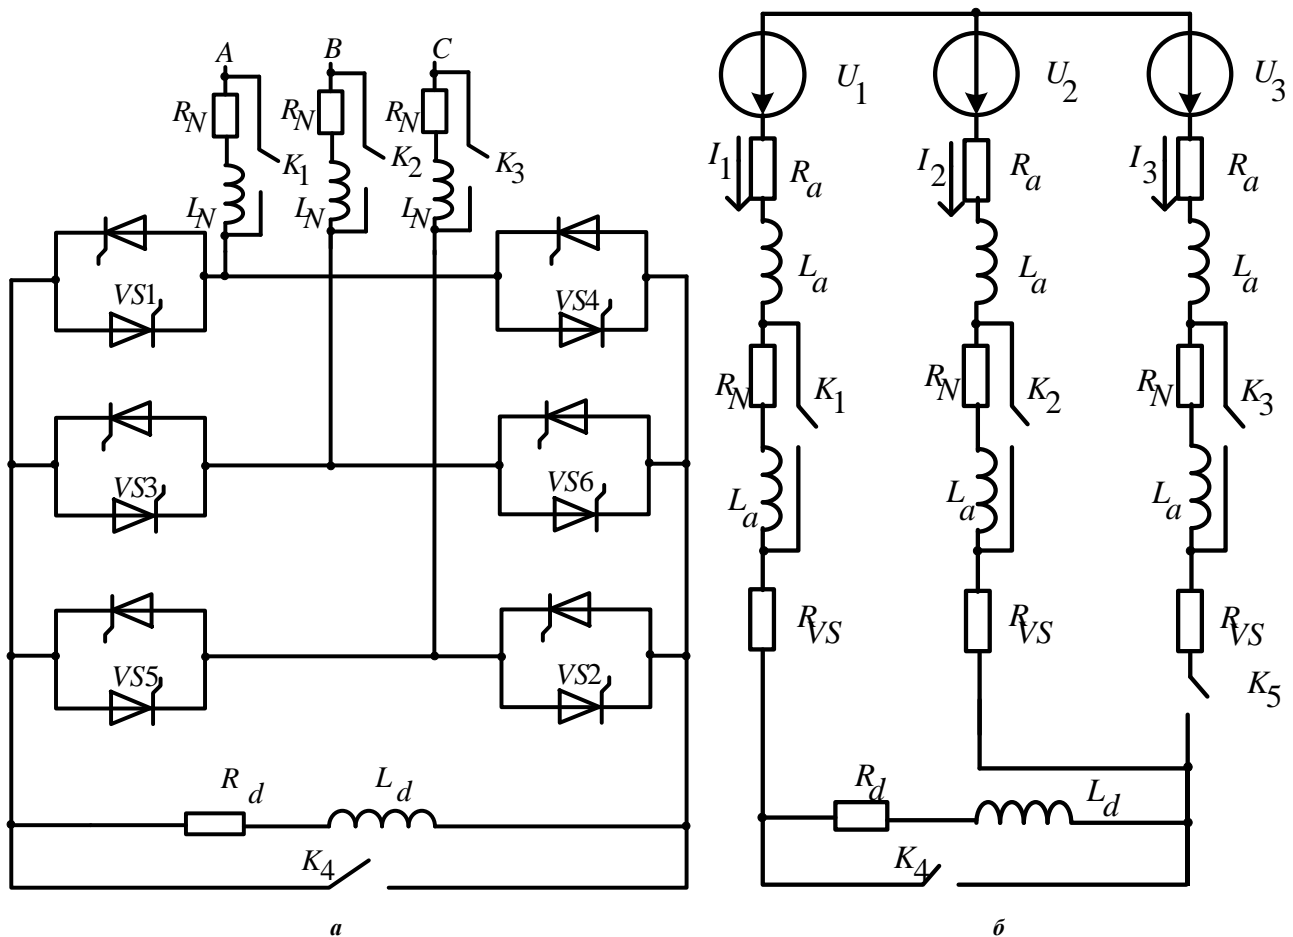 A B C
R_N R_N R_N
K_1 K_2 K_3
L_N L_N L_N
VS1 VS4
VS3 VS6
VS5 VS2
R_d L_d
K_4
а
U_1 U_2 U_3
I_1 R_a I_2 R_a I_3 R_a
L_a L_a L_a
R_N K_1 R_N K_2 R_N K_3
L_a L_a L_a
R_VS R_VS R_VS
K_5
R_d L_d
K_4
б